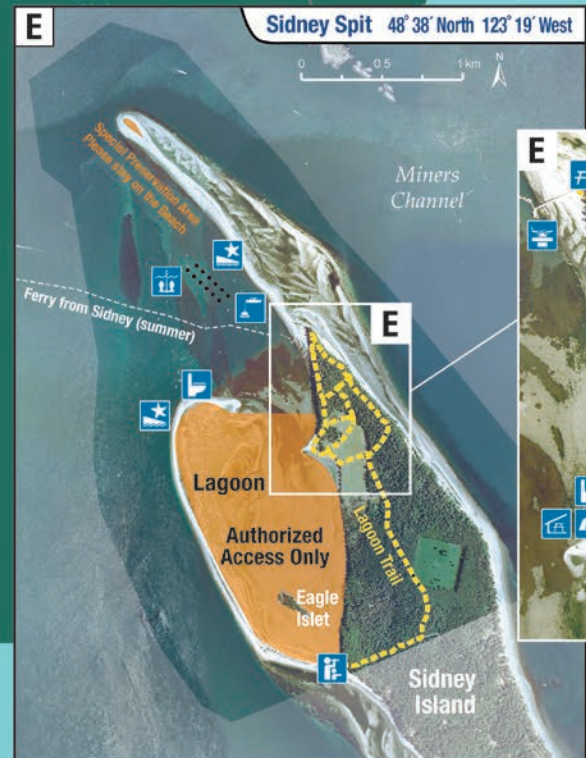 E
Sidney Spit 48° 38' North 123° 19' West
0 0 5 1 km
N
Special Preservation Area
Please stay on the Beach
Miners
Channel
E
Ferry from Sidney (summer)
E
Lagoon
Authorized
Access Only
Lagoon Trail
Eagle
Islet
Sidney
Island